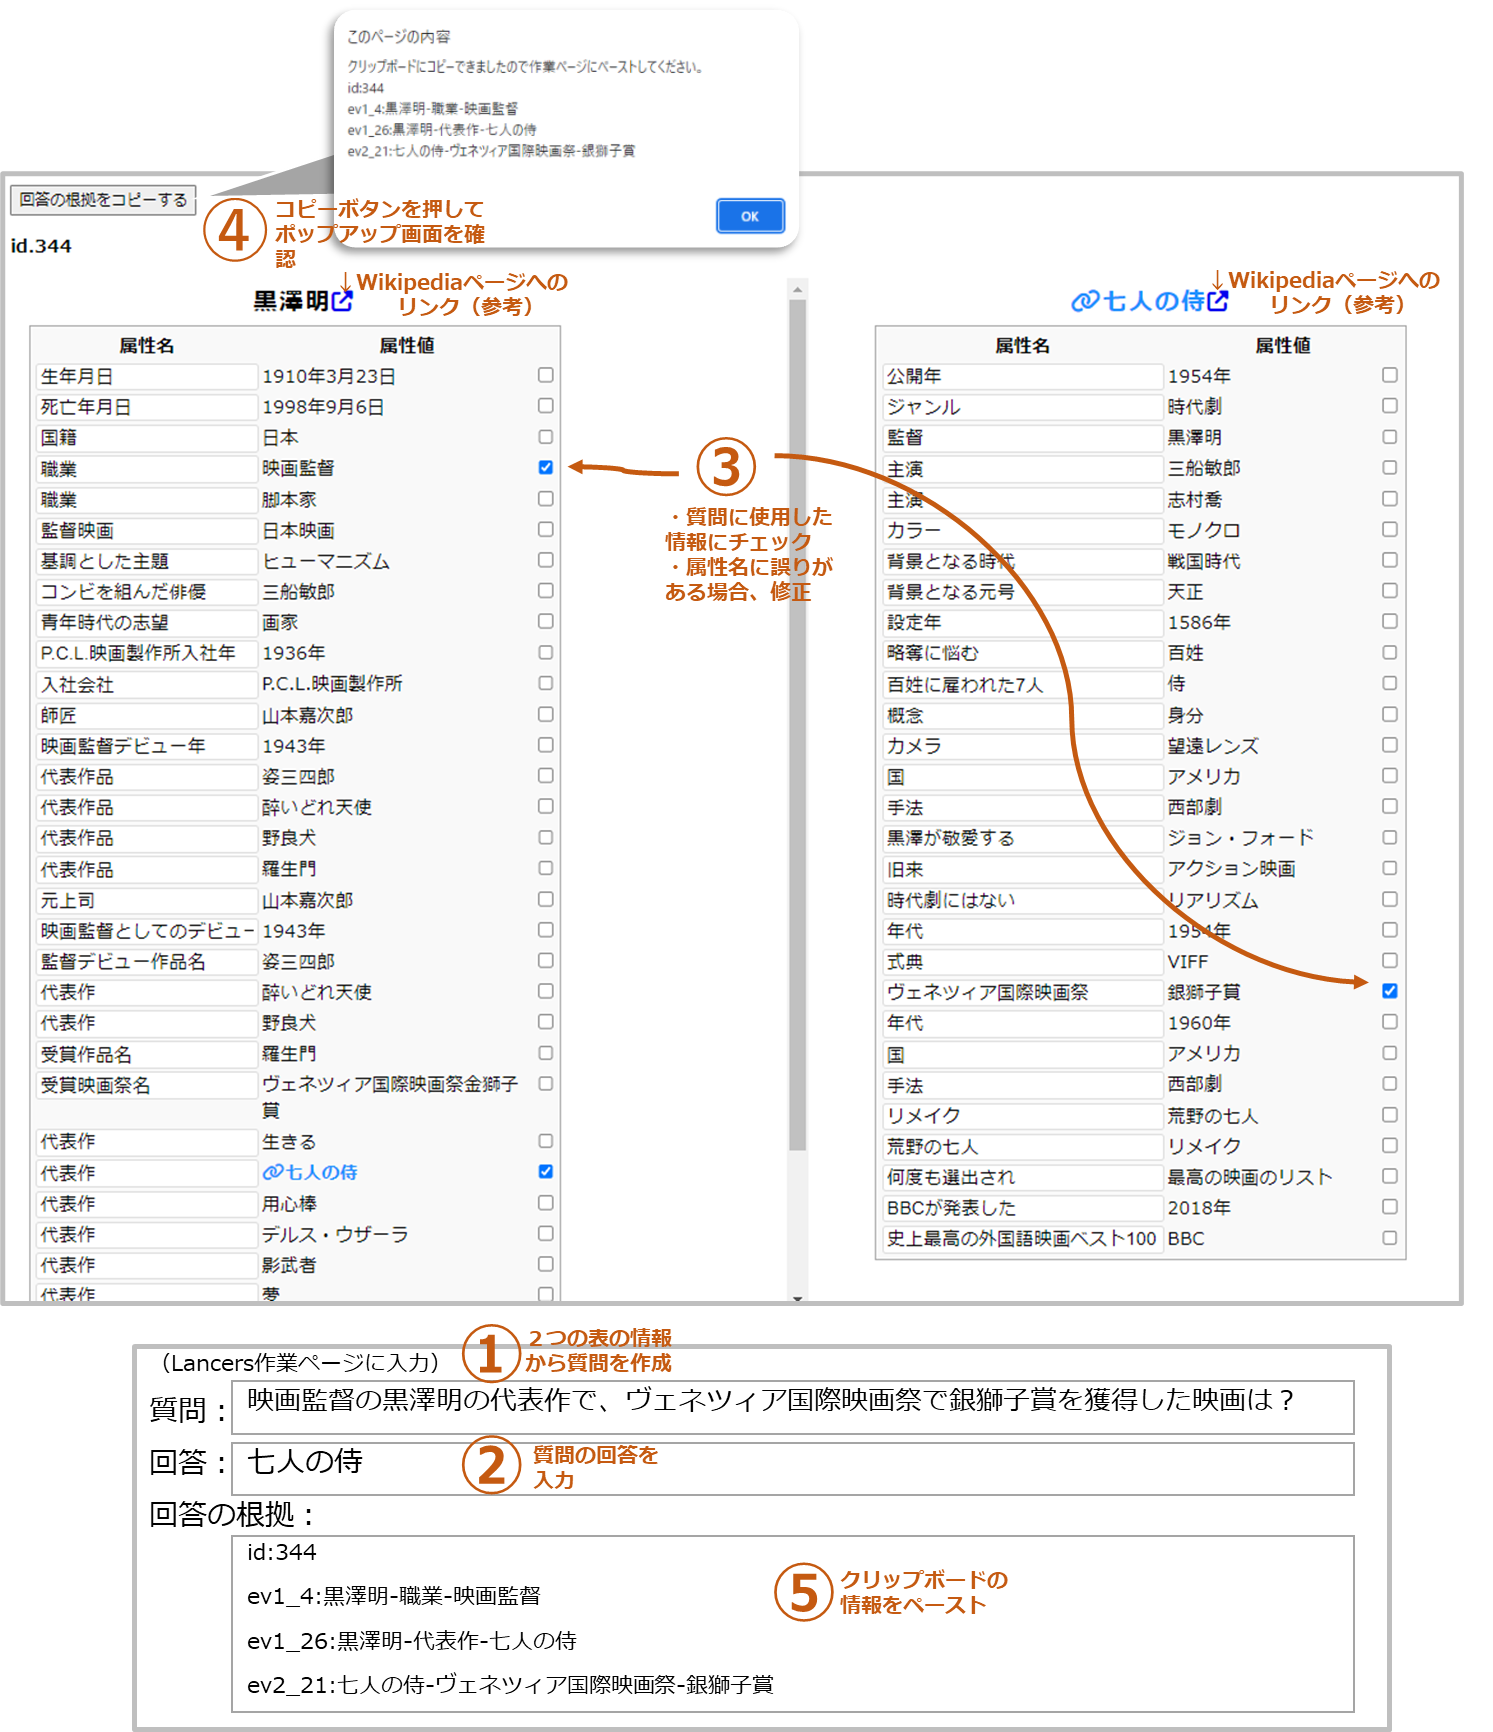 このページの内容
クリップボードにコピーできましたので作業ページにペーストしてください。
id:344
ev1_4:黒澤明-職業-映画監督
ev1_26:黒澤明-代表作-七人の侍
ev2_21:七人の侍-ヴェネツィア国際映画祭-銀獅子賞
OK
回答の根拠をコピーする
④ コピーボタンを押して
ポップアップ画面を確
認
id.344
↓Wikipediaページへの
リンク（参考）
黒澤明
属性名 属性値
生年月日 1910年3月23日
死亡年月日 1998年9月6日
国籍 日本
職業 映画監督
職業 脚本家
監督映画 日本映画
基調とした主題 ヒューマニズム
コンビを組んだ俳優 三船敏郎
青年時代の志望 画家
P.C.L.映画製作所入社年 1936年
入社会社 P.C.L.映画製作所
師匠 山本嘉次郎
映画監督デビュー年 1943年
代表作品 姿三四郎
代表作品 酔いどれ天使
代表作品 野良犬
代表作品 羅生門
元上司 山本嘉次郎
映画監督としてのデビュー 1943年
監督デビュー作品名 姿三四郎
代表作 酔いどれ天使
代表作 野良犬
受賞作品名 羅生門
受賞映画祭名 ヴェネツィア国際映画祭金獅子
賞
代表作 生きる
代表作 七人の侍
代表作 用心棒
代表作 デルス・ウザーラ
代表作 影武者
代表作 夢
③
・質問に使用した
情報にチェック
・属性名に誤りが
ある場合、修正
↓Wikipediaページへの
リンク（参考）
七人の侍
属性名 属性値
公開年 1954年
ジャンル 時代劇
監督 黒澤明
主演 三船敏郎
主演 志村喬
カラー モノクロ
背景となる時代 戦国時代
背景となる元号 天正
設定年 1586年
略奪に悩む 百姓
百姓に雇われた7人 侍
概念 身分
カメラ 望遠レンズ
国 アメリカ
手法 西部劇
黒澤が敬愛する ジョン・フォード
旧来 アクション映画
時代劇にはない リアリズム
年代 1954年
式典 VIFF
ヴェネツィア国際映画祭 銀獅子賞
年代 1960年
国 アメリカ
手法 西部劇
リメイク 荒野の七人
荒野の七人 リメイク
何度も選出され 最高の映画のリスト
BBCが発表した 2018年
史上最高の外国語映画ベスト100 BBC
（Lancers作業ページに入力）
① ２つの表の情報
から質問を作成
質問： 映画監督の黒澤明の代表作で、ヴェネツィア国際映画祭で銀獅子賞を獲得した映画は？
回答： 七人の侍
② 質問の回答を
入力
回答の根拠：
id:344
ev1_4:黒澤明-職業-映画監督
ev1_26:黒澤明-代表作-七人の侍
ev2_21:七人の侍-ヴェネツィア国際映画祭-銀獅子賞
⑤ クリップボードの
情報をペースト